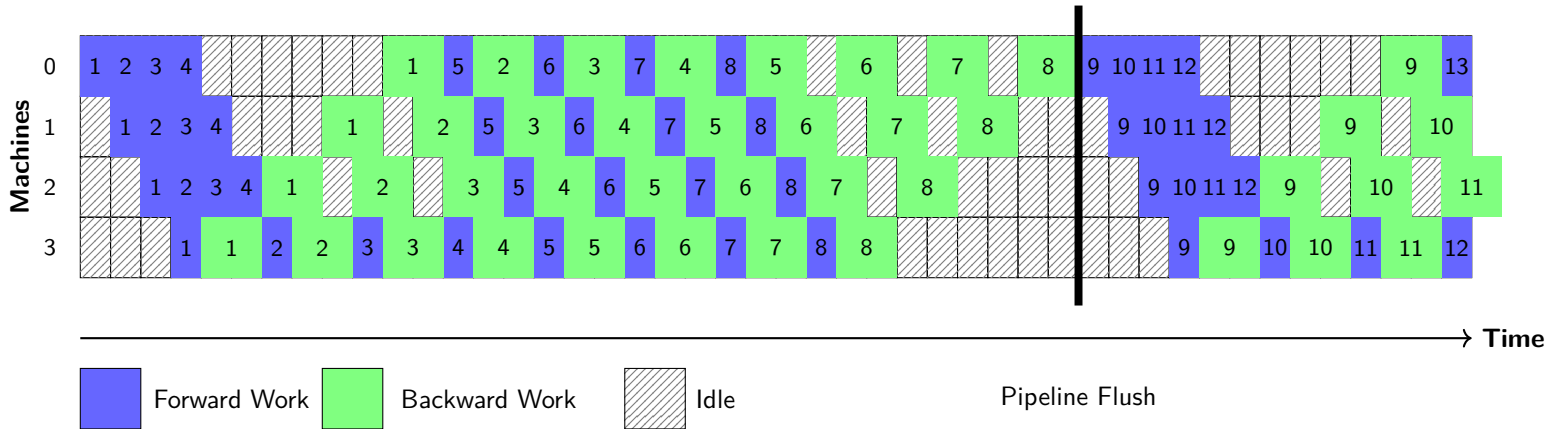 0 1 2 3 4 1 5 2 6 3 7 4 8 5 6 7 8 9 10 11 12 9 13
1 1 2 3 4 1 2 5 3 6 4 7 5 8 6 7 8 9 10 11 12 9 10
2 1 2 3 4 1 2 3 5 4 6 5 7 6 8 7 8 9 10 11 12 9 10 11
3 1 1 2 2 3 3 4 4 5 5 6 6 7 7 8 8 9 9 10 10 11 11 12
Machines
Time
Forward Work Backward Work Idle Pipeline Flush